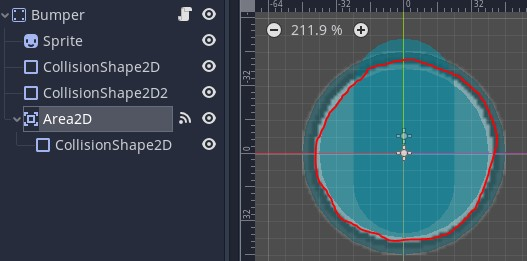 Bumper
Sprite
CollisionShape2D
CollisionShape2D2
Area2D
CollisionShape2D
-64
-32
0
32
211.9 %
-32
0
32